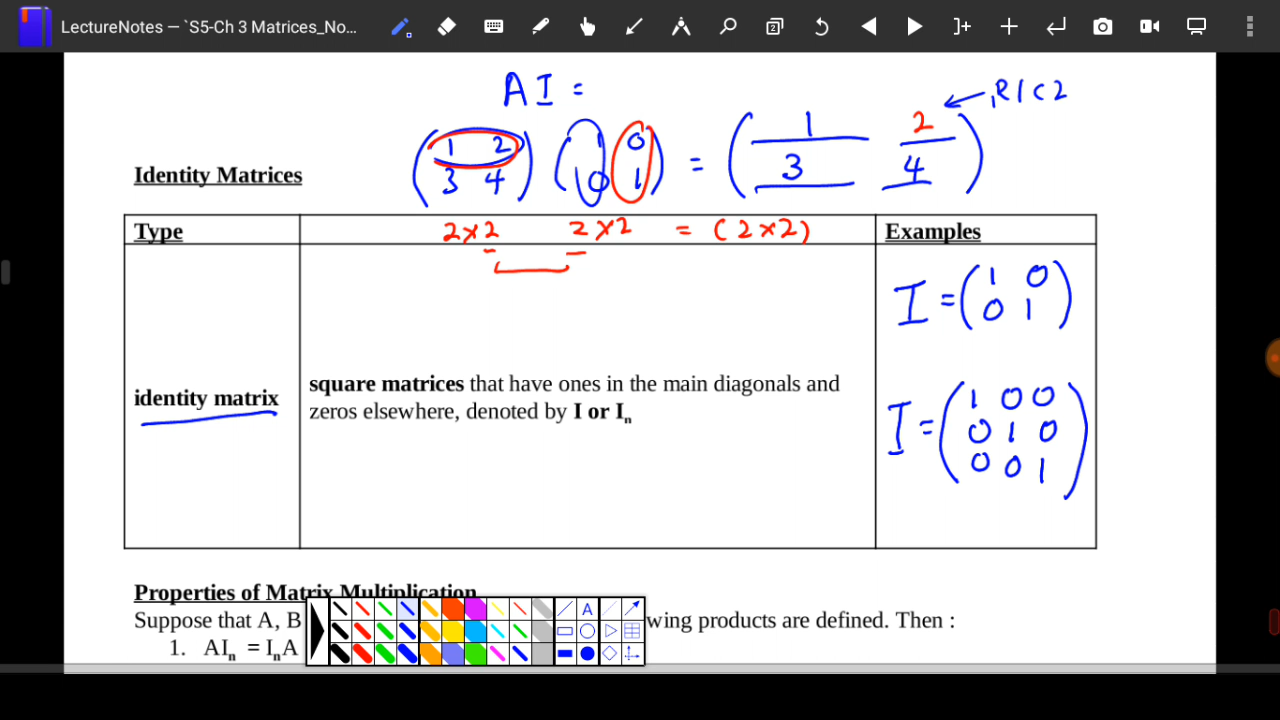 LectureNotes — `S5-Ch 3 Matrices_No...
A I =
R1C2
( 1 2
3 4 ) ( 1 0
0 1 ) = ( 1 2
3 4 )
Identity Matrices
Type
2×2 2×2 = (2×2)
Examples
I = ( 1 0
0 1 )
identity matrix
square matrices that have ones in the main diagonals and
zeros elsewhere, denoted by I or Iₙ
I = ( 1 0 0
0 1 0
0 0 1 )
Properties of Matrix Multiplication
Suppose that A, B wing products are defined. Then :
1. AIₙ = IₙA